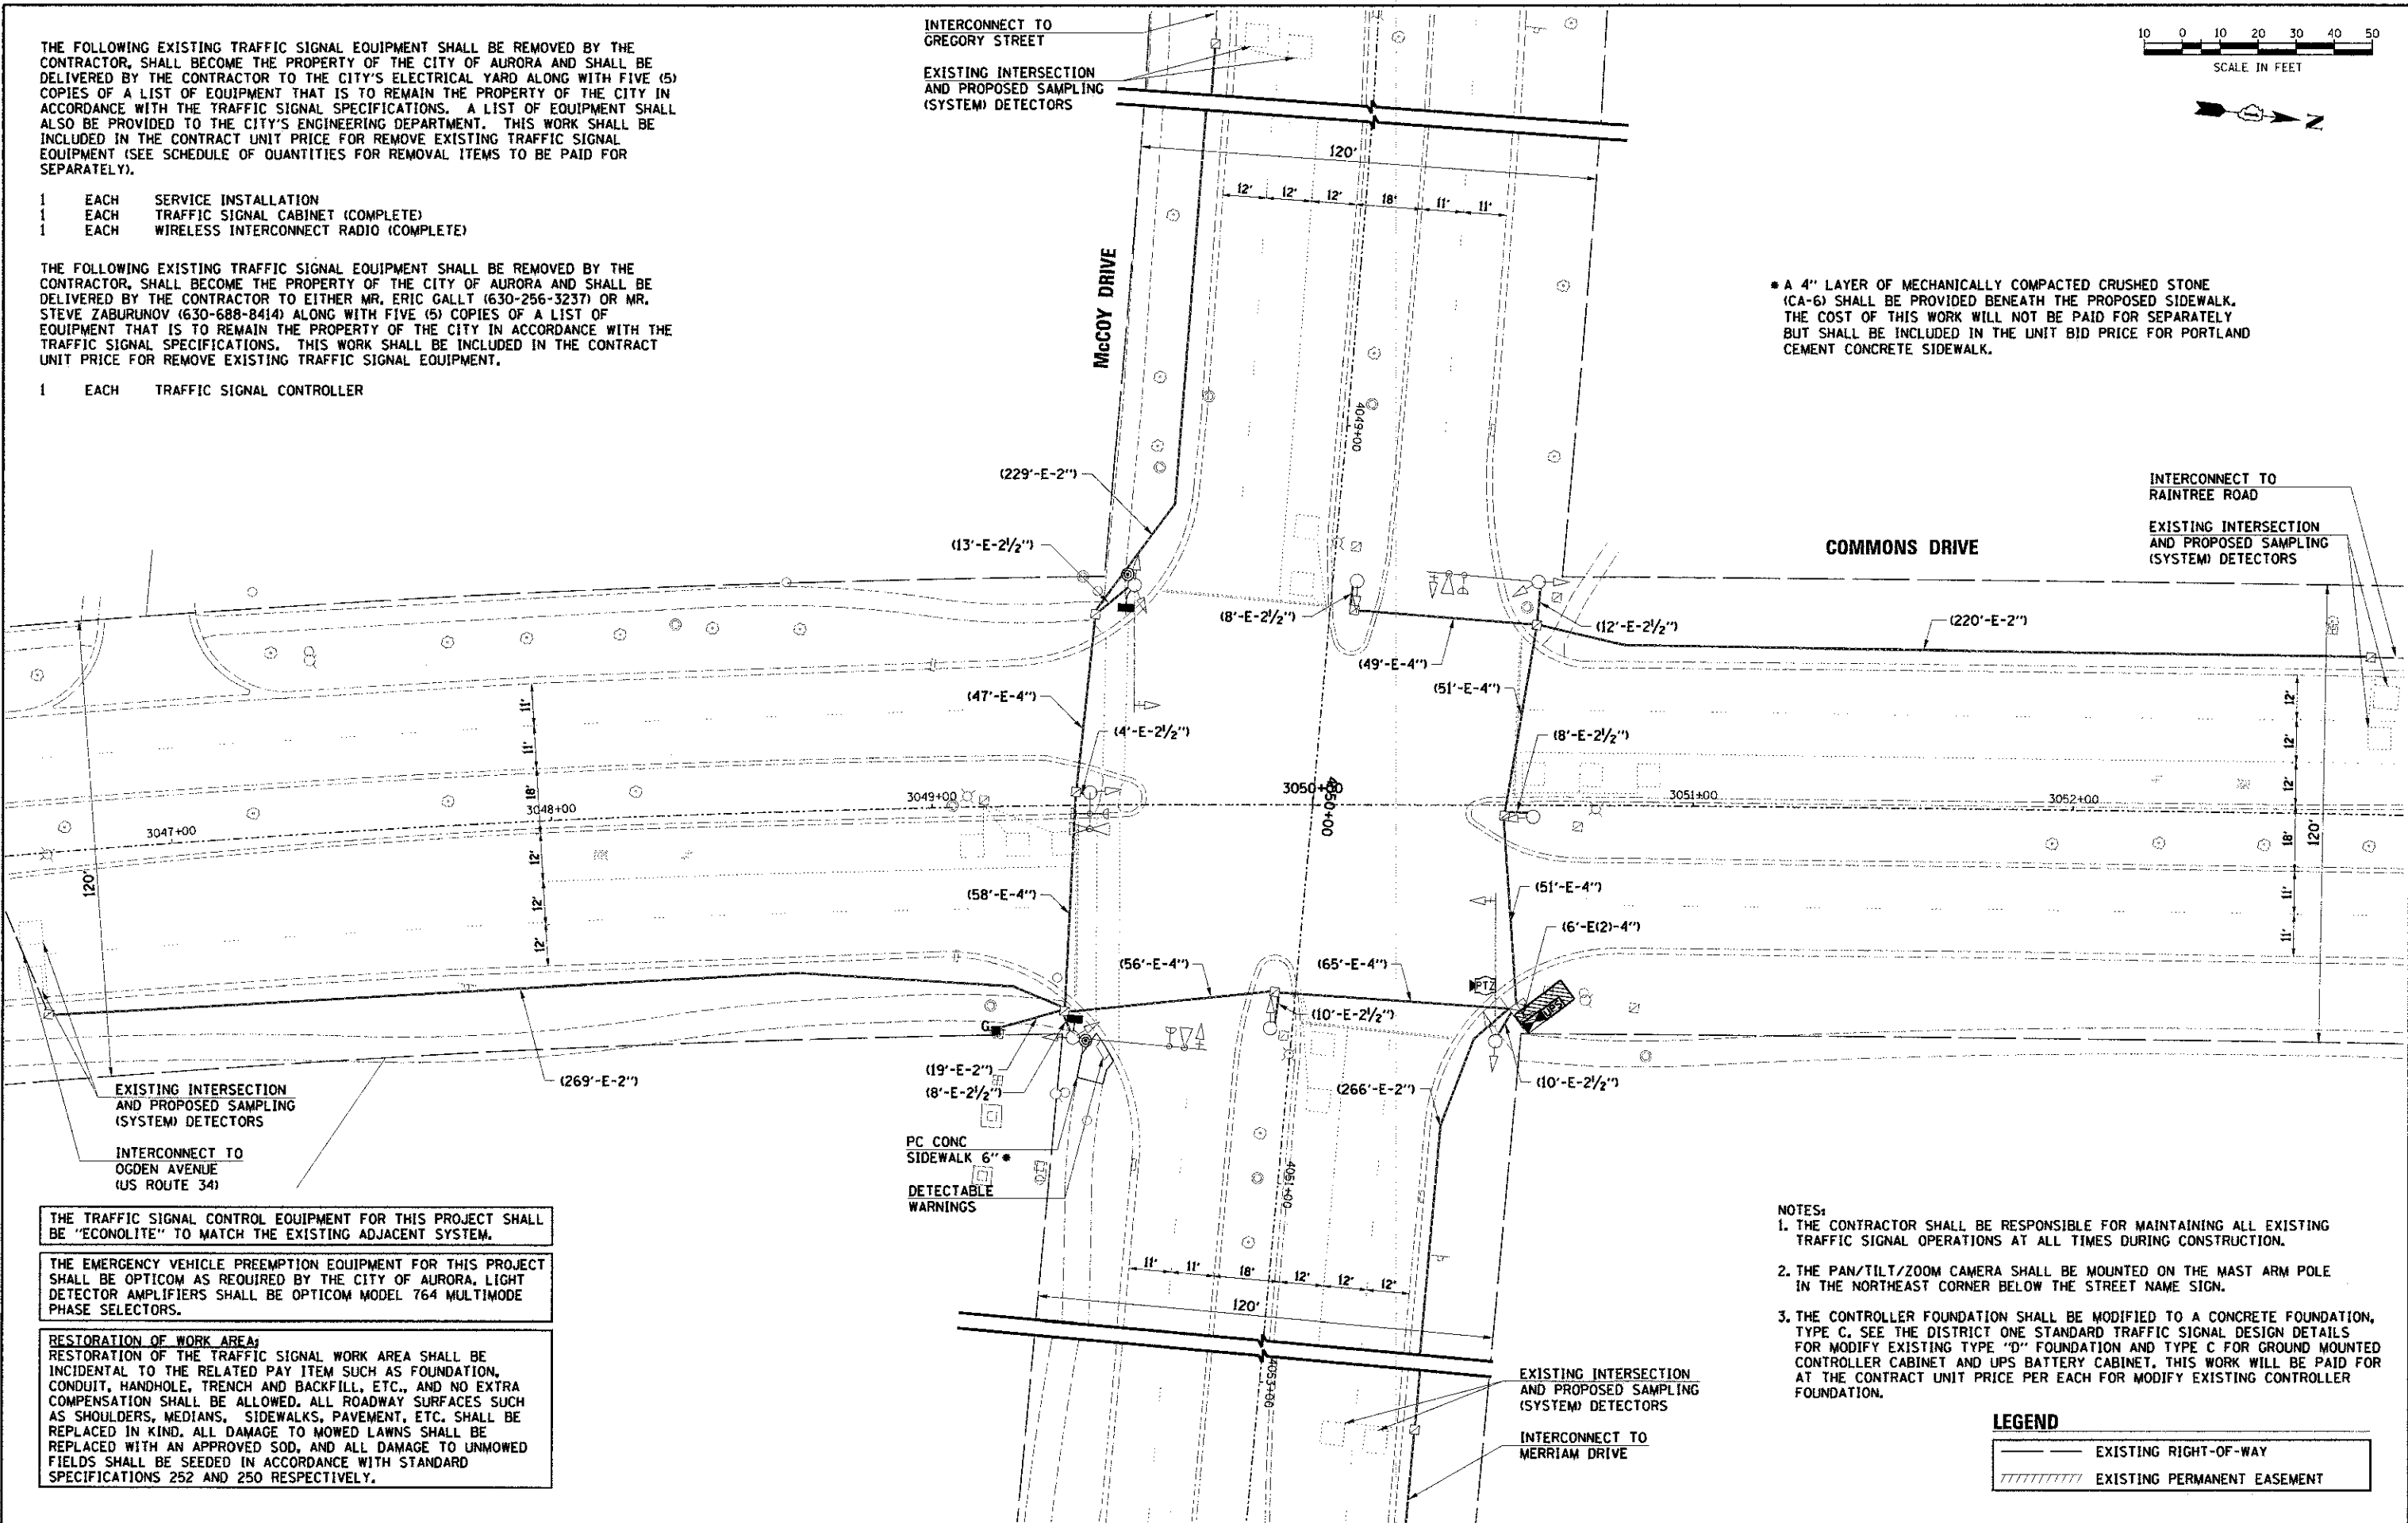 THE FOLLOWING EXISTING TRAFFIC SIGNAL EQUIPMENT SHALL BE REMOVED BY THE
CONTRACTOR, SHALL BECOME THE PROPERTY OF THE CITY OF AURORA AND SHALL BE
DELIVERED BY THE CONTRACTOR TO THE CITY'S ELECTRICAL YARD ALONG WITH FIVE (5)
COPIES OF A LIST OF EQUIPMENT THAT IS TO REMAIN THE PROPERTY OF THE CITY IN
ACCORDANCE WITH THE TRAFFIC SIGNAL SPECIFICATIONS. A LIST OF EQUIPMENT SHALL
ALSO BE PROVIDED TO THE CITY'S ENGINEERING DEPARTMENT. THIS WORK SHALL BE
INCLUDED IN THE CONTRACT UNIT PRICE FOR REMOVE EXISTING TRAFFIC SIGNAL
EQUIPMENT (SEE SCHEDULE OF QUANTITIES FOR REMOVAL ITEMS TO BE PAID FOR
SEPARATELY).
1 EACH SERVICE INSTALLATION
1 EACH TRAFFIC SIGNAL CABINET (COMPLETE)
1 EACH WIRELESS INTERCONNECT RADIO (COMPLETE)
THE FOLLOWING EXISTING TRAFFIC SIGNAL EQUIPMENT SHALL BE REMOVED BY THE
CONTRACTOR, SHALL BECOME THE PROPERTY OF THE CITY OF AURORA AND SHALL BE
DELIVERED BY THE CONTRACTOR TO EITHER MR. ERIC GALLT (630-256-3237) OR MR.
STEVE ZABURUNOV (630-688-8414) ALONG WITH FIVE (5) COPIES OF A LIST OF
EQUIPMENT THAT IS TO REMAIN THE PROPERTY OF THE CITY IN ACCORDANCE WITH THE
TRAFFIC SIGNAL SPECIFICATIONS. THIS WORK SHALL BE INCLUDED IN THE CONTRACT
UNIT PRICE FOR REMOVE EXISTING TRAFFIC SIGNAL EQUIPMENT.
1 EACH TRAFFIC SIGNAL CONTROLLER
INTERCONNECT TO
GREGORY STREET
EXISTING INTERSECTION
AND PROPOSED SAMPLING
(SYSTEM) DETECTORS
10 0 10 20 30 40 50
SCALE IN FEET
N
120'
12' 12' 12' 18' 11' 11'
McCOY DRIVE
4049+00
* A 4" LAYER OF MECHANICALLY COMPACTED CRUSHED STONE
(CA-6) SHALL BE PROVIDED BENEATH THE PROPOSED SIDEWALK.
THE COST OF THIS WORK WILL NOT BE PAID FOR SEPARATELY
BUT SHALL BE INCLUDED IN THE UNIT BID PRICE FOR PORTLAND
CEMENT CONCRETE SIDEWALK.
INTERCONNECT TO
RAINTREE ROAD
EXISTING INTERSECTION
AND PROPOSED SAMPLING
(SYSTEM) DETECTORS
COMMONS DRIVE
(229'-E-2")
(13'-E-2½")
(8'-E-2½")
(12'-E-2½")
(220'-E-2")
(49'-E-4")
(51'-E-4")
(47'-E-4")
(4'-E-2½")
(8'-E-2½")
11'
11'
18'
12'
12'
12'
120'
3047+00
3048+00
3049+00
3050+00
4050+00
3051+00
3052+00
12'
12'
12'
18'
11'
11'
120'
(58'-E-4")
(51'-E-4")
(6'-E(2)-4")
(56'-E-4")
(65'-E-4")
PTZ
UPS
G
(10'-E-2½")
(19'-E-2")
(8'-E-2½")
(266'-E-2")
(10'-E-2½")
(269'-E-2")
EXISTING INTERSECTION
AND PROPOSED SAMPLING
(SYSTEM) DETECTORS
INTERCONNECT TO
OGDEN AVENUE
(US ROUTE 34)
PC CONC
SIDEWALK 6" *
DETECTABLE
WARNINGS
4051+00
11' 11' 18' 12' 12' 12'
120'
4053+00
EXISTING INTERSECTION
AND PROPOSED SAMPLING
(SYSTEM) DETECTORS
INTERCONNECT TO
MERRIAM DRIVE
THE TRAFFIC SIGNAL CONTROL EQUIPMENT FOR THIS PROJECT SHALL
BE "ECONOLITE" TO MATCH THE EXISTING ADJACENT SYSTEM.
THE EMERGENCY VEHICLE PREEMPTION EQUIPMENT FOR THIS PROJECT
SHALL BE OPTICOM AS REQUIRED BY THE CITY OF AURORA. LIGHT
DETECTOR AMPLIFIERS SHALL BE OPTICOM MODEL 764 MULTIMODE
PHASE SELECTORS.
RESTORATION OF WORK AREA:
RESTORATION OF THE TRAFFIC SIGNAL WORK AREA SHALL BE
INCIDENTAL TO THE RELATED PAY ITEM SUCH AS FOUNDATION,
CONDUIT, HANDHOLE, TRENCH AND BACKFILL, ETC., AND NO EXTRA
COMPENSATION SHALL BE ALLOWED. ALL ROADWAY SURFACES SUCH
AS SHOULDERS, MEDIANS, SIDEWALKS, PAVEMENT, ETC. SHALL BE
REPLACED IN KIND. ALL DAMAGE TO MOWED LAWNS SHALL BE
REPLACED WITH AN APPROVED SOD, AND ALL DAMAGE TO UNMOWED
FIELDS SHALL BE SEEDED IN ACCORDANCE WITH STANDARD
SPECIFICATIONS 252 AND 250 RESPECTIVELY.
NOTES:
1. THE CONTRACTOR SHALL BE RESPONSIBLE FOR MAINTAINING ALL EXISTING
TRAFFIC SIGNAL OPERATIONS AT ALL TIMES DURING CONSTRUCTION.
2. THE PAN/TILT/ZOOM CAMERA SHALL BE MOUNTED ON THE MAST ARM POLE
IN THE NORTHEAST CORNER BELOW THE STREET NAME SIGN.
3. THE CONTROLLER FOUNDATION SHALL BE MODIFIED TO A CONCRETE FOUNDATION,
TYPE C. SEE THE DISTRICT ONE STANDARD TRAFFIC SIGNAL DESIGN DETAILS
FOR MODIFY EXISTING TYPE "D" FOUNDATION AND TYPE C FOR GROUND MOUNTED
CONTROLLER CABINET AND UPS BATTERY CABINET. THIS WORK WILL BE PAID FOR
AT THE CONTRACT UNIT PRICE PER EACH FOR MODIFY EXISTING CONTROLLER
FOUNDATION.
LEGEND
EXISTING RIGHT-OF-WAY
EXISTING PERMANENT EASEMENT